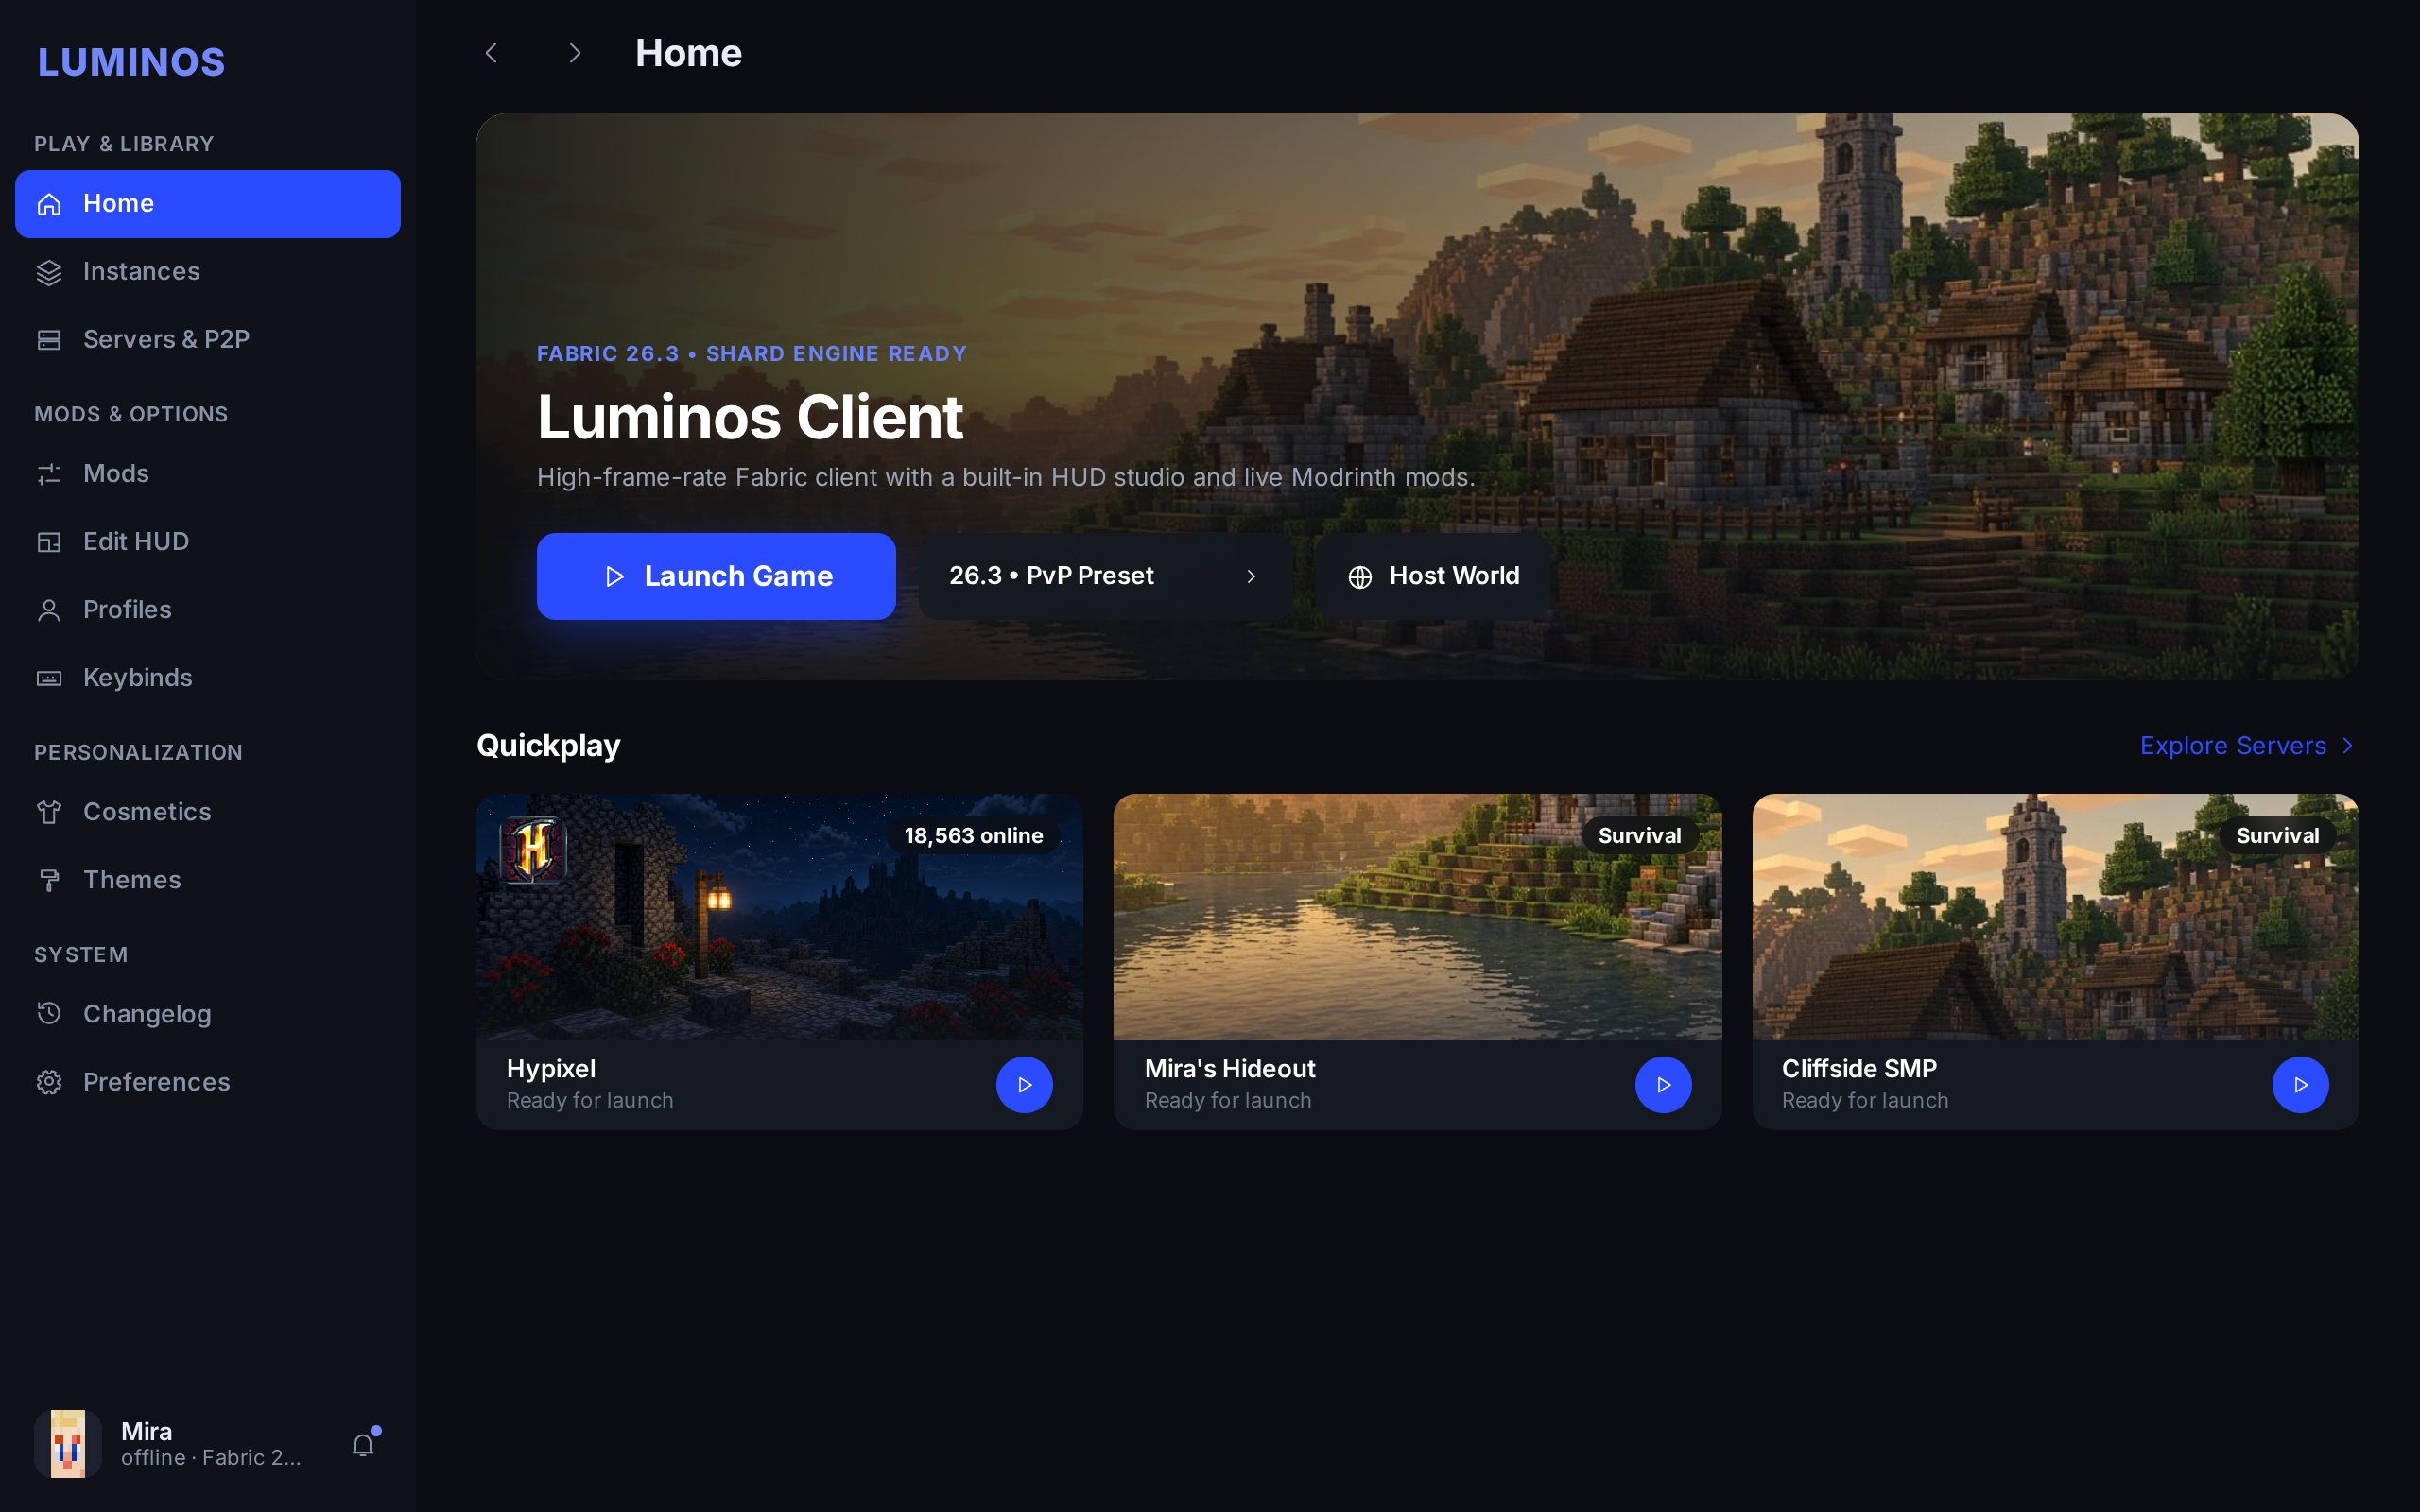 LUMINOS
PLAY & LIBRARY
Home
Instances
Servers & P2P
MODS & OPTIONS
Mods
Edit HUD
Profiles
Keybinds
PERSONALIZATION
Cosmetics
Themes
SYSTEM
Changelog
Preferences
Mira
offline · Fabric 2...
Home
FABRIC 26.3 • SHARD ENGINE READY
Luminos Client
High-frame-rate Fabric client with a built-in HUD studio and live Modrinth mods.
Launch Game
26.3 • PvP Preset
Host World
Quickplay
Explore Servers
H
18,563 online
Hypixel
Ready for launch
Survival
Mira's Hideout
Ready for launch
Survival
Cliffside SMP
Ready for launch